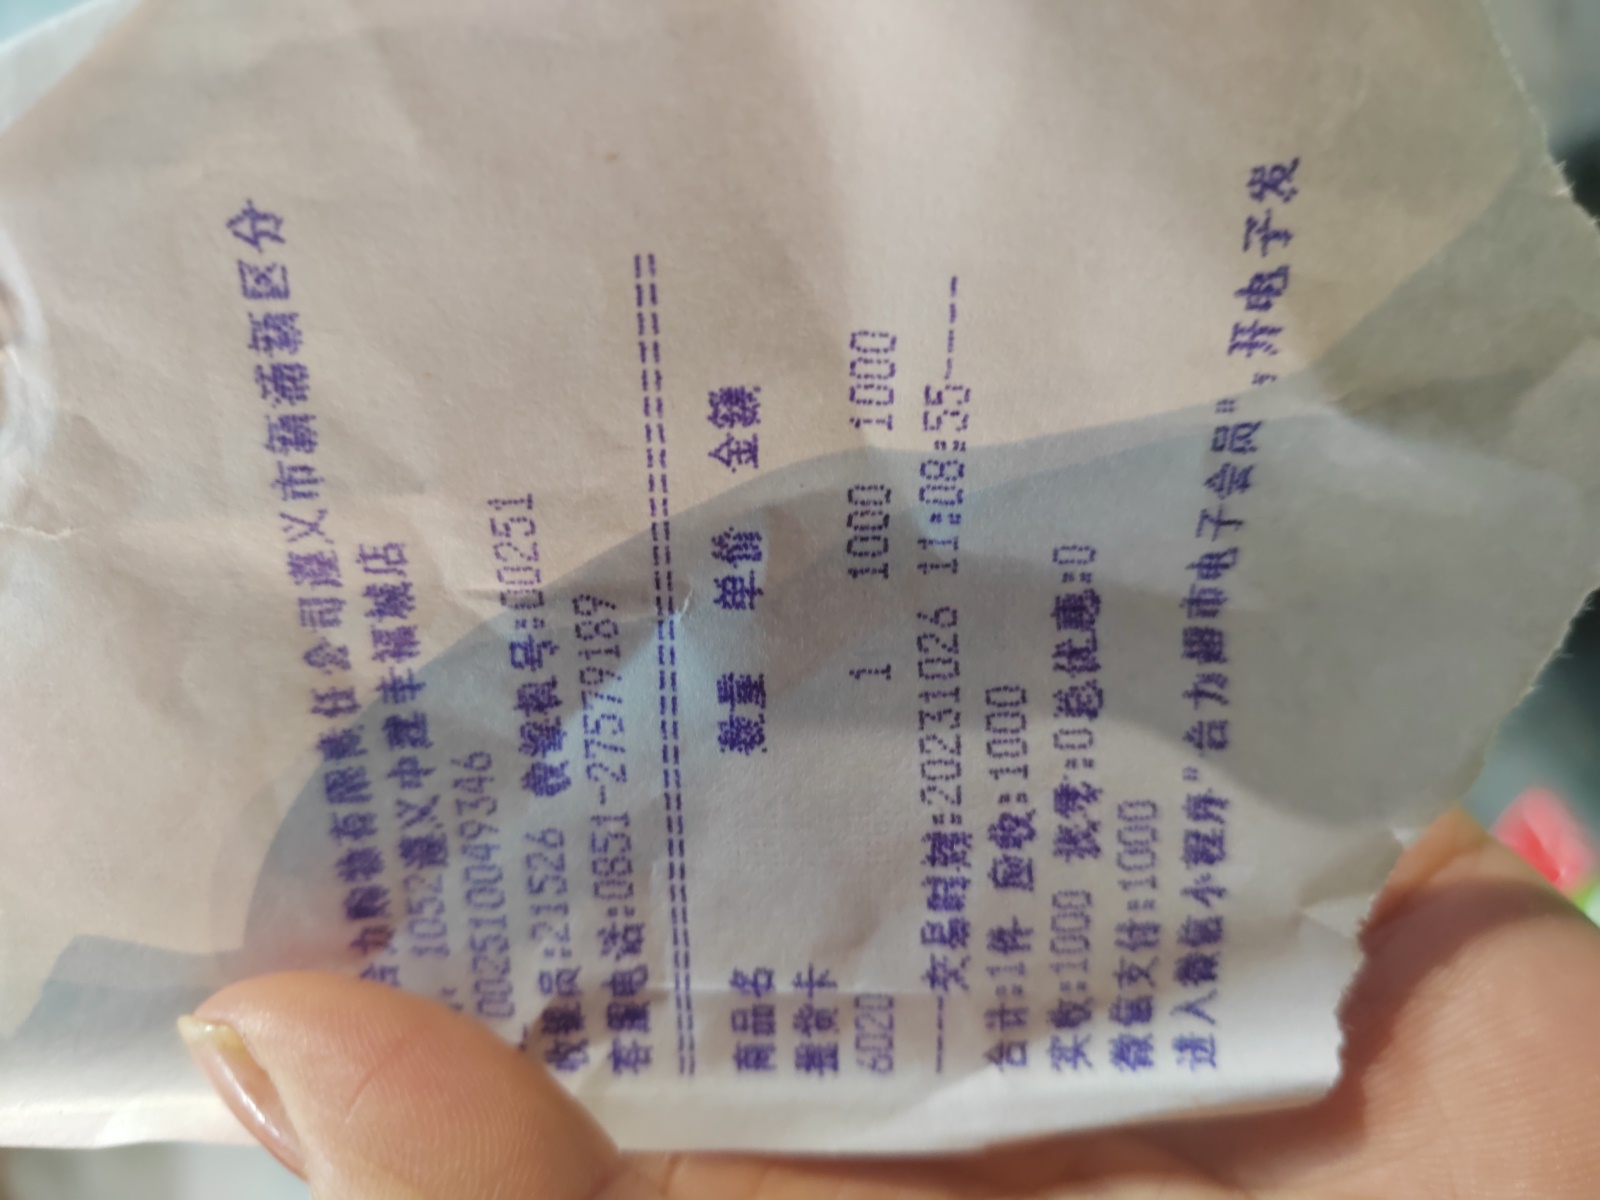 合力购物有限责任公司遵义市新蒲新区分
1052遵义中建幸福城店
002510049346
收银员:211526 收银机号:00251
客服电话:0851-27579189
================================
商品名 数量 单价 金额
提货卡
6020 1 1000 1000
----交易时间:20231026 11:08:55----
合计:1件 应收:1000
实收:1000 找零:0总优惠:0
微信支付:1000
进入微信小程序"合力超市电子会员",开电子发